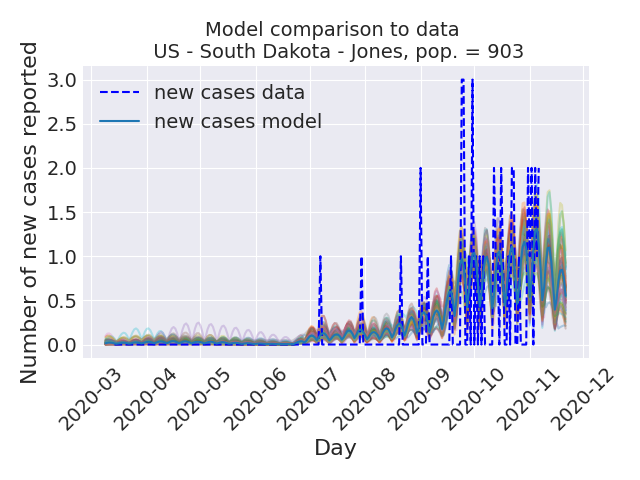 Model comparison to data
US - South Dakota - Jones, pop. = 903
Number of new cases reported
3.0
2.5
2.0
1.5
1.0
0.5
0.0
new cases data
new cases model
2020-03
2020-04
2020-05
2020-06
2020-07
2020-08
2020-09
2020-10
2020-11
2020-12
Day